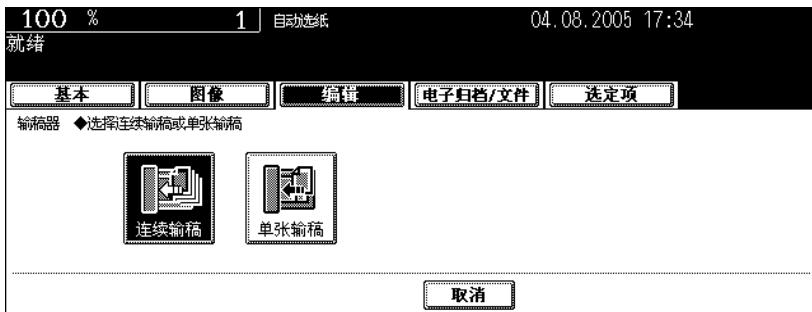 100 % 1 自动选纸 04.08.2005 17:34
就绪
基本 图像 编辑 电子归档/文件 选定项
输稿器 ◆选择连续输稿或单张输稿
连续输稿 单张输稿
取消